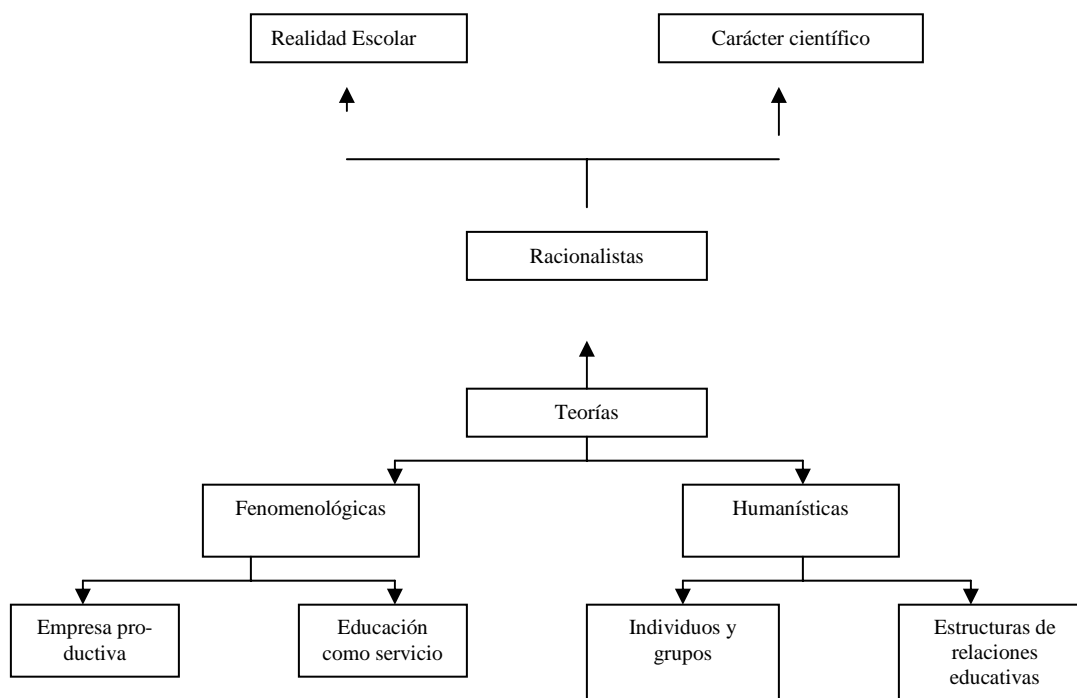 Realidad Escolar
Carácter científico
Racionalistas
Teorías
Fenomenológicas
Humanísticas
Empresa pro-
ductiva
Educación
como servicio
Individuos y
grupos
Estructuras de
relaciones
educativas